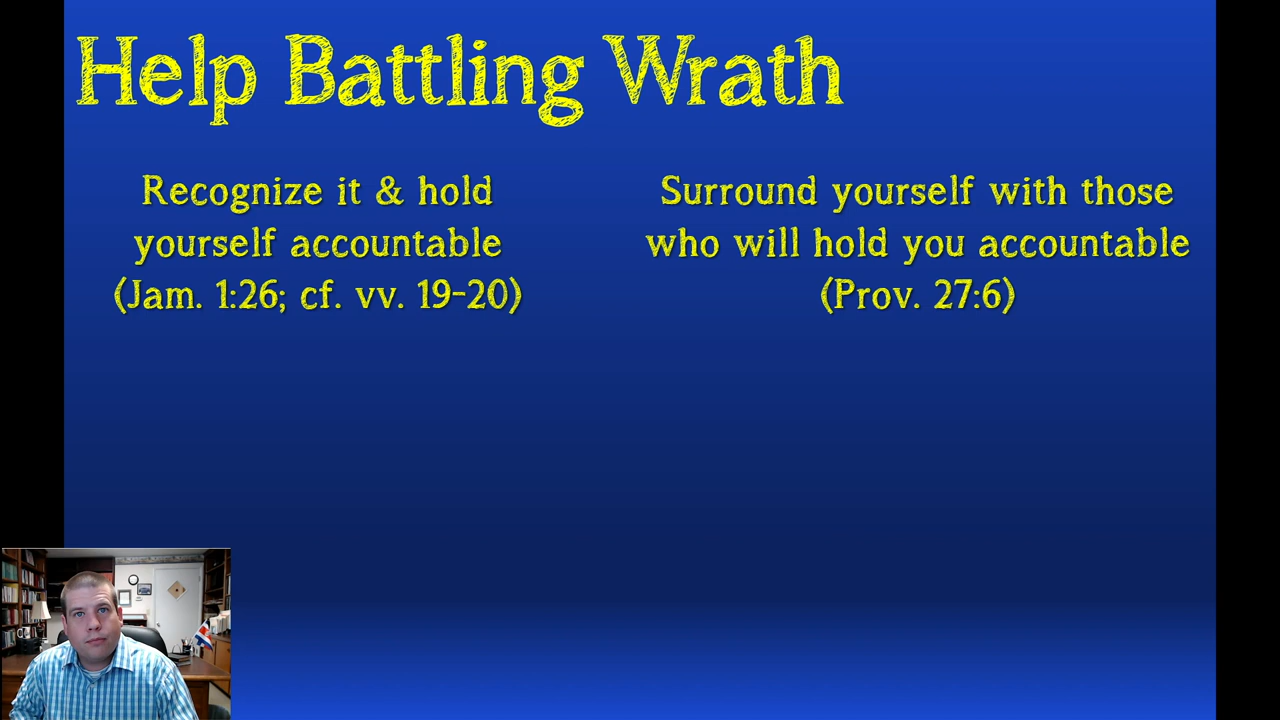 Help Battling Wrath
Recognize it & hold
yourself accountable
(Jam. 1:26; cf. vv. 19-20)
Surround yourself with those
who will hold you accountable
(Prov. 27:6)